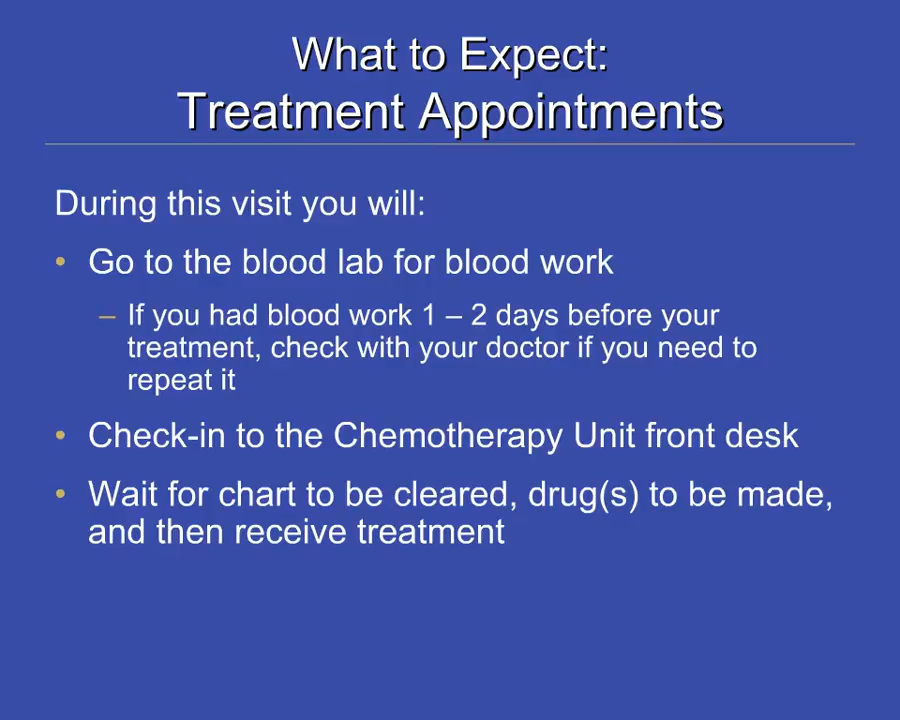 What to Expect:
Treatment Appointments
During this visit you will:
• Go to the blood lab for blood work
– If you had blood work 1 – 2 days before your
treatment, check with your doctor if you need to
repeat it
• Check-in to the Chemotherapy Unit front desk
• Wait for chart to be cleared, drug(s) to be made,
and then receive treatment